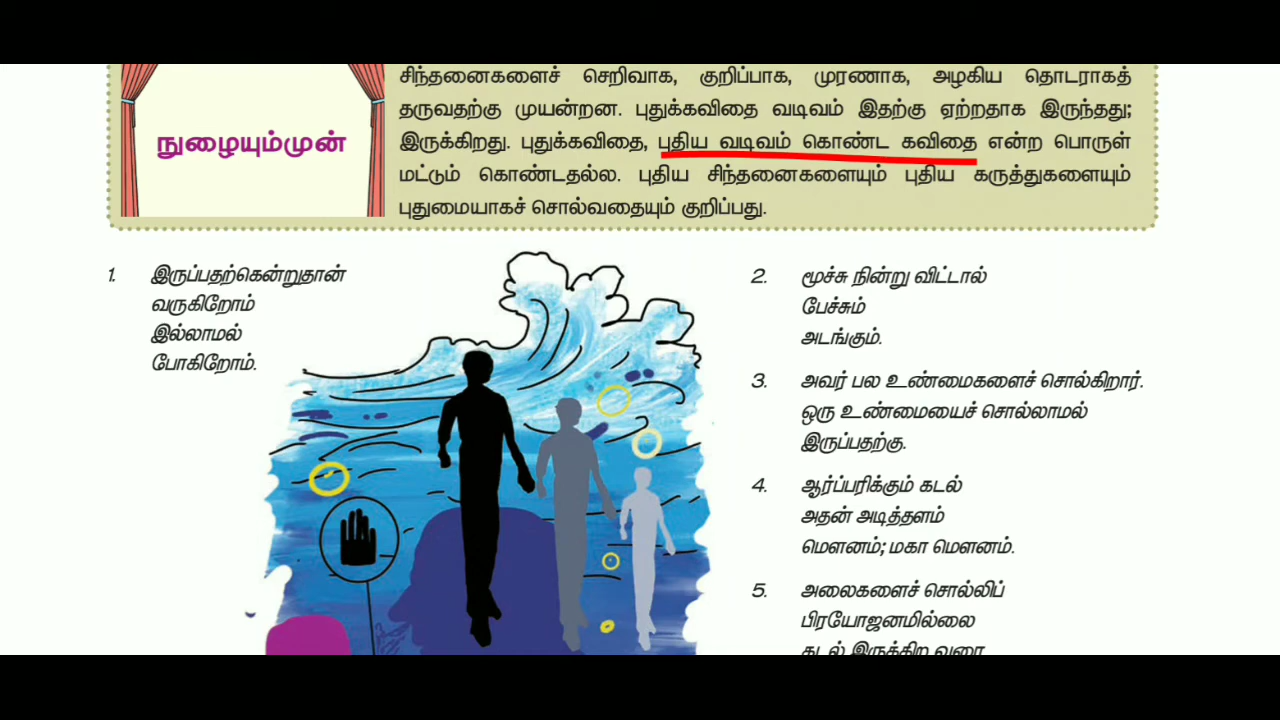 சிந்தனைகளைச் செறிவாக, குறிப்பாக, முரணாக, அழகிய தொடராகத்
தருவதற்கு முயன்றன. புதுக்கவிதை வடிவம் இதற்கு ஏற்றதாக இருந்தது;
நுழையும்முன்
இருக்கிறது. புதுக்கவிதை, புதிய வடிவம் கொண்ட கவிதை என்ற பொருள்
மட்டும் கொண்டதல்ல. புதிய சிந்தனைகளையும் புதிய கருத்துகளையும்
புதுமையாகச் சொல்வதையும் குறிப்பது.
1. இருப்பதற்கென்றுதான்
வருகிறோம்
இல்லாமல்
போகிறோம்.
2. மூச்சு நின்று விட்டால்
பேச்சும்
அடங்கும்.
3. அவர் பல உண்மைகளைச் சொல்கிறார்.
ஒரு உண்மையைச் சொல்லாமல்
இருப்பதற்கு.
4. ஆர்ப்பரிக்கும் கடல்
அதன் அடித்தளம்
மௌனம்; மகா மௌனம்.
5. அலைகளைச் சொல்லிப்
பிரயோஜனமில்லை
கடல் இருக்கிற வரை